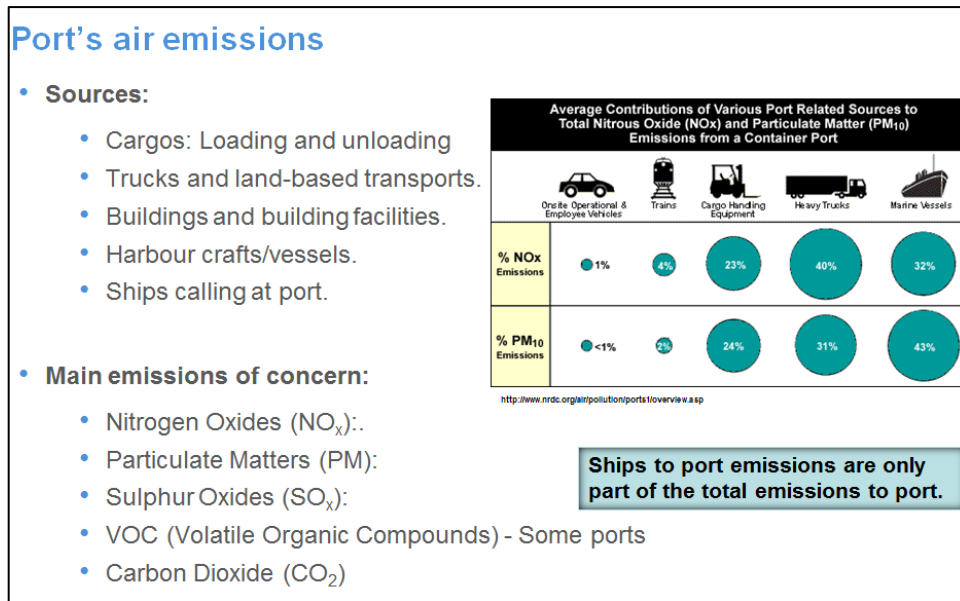 Port's air emissions
• Sources:
• Cargos: Loading and unloading
• Trucks and land-based transports.
• Buildings and building facilities.
• Harbour crafts/vessels.
• Ships calling at port.
• Main emissions of concern:
• Nitrogen Oxides (NOx):.
• Particulate Matters (PM):
• Sulphur Oxides (SOx):
• VOC (Volatile Organic Compounds) - Some ports
• Carbon Dioxide (CO2)
Average Contributions of Various Port Related Sources to
Total Nitrous Oxide (NOx) and Particulate Matter (PM10)
Emissions from a Container Port
Onsite Operational &
Employee Vehicles
Trains
Cargo Handling
Equipment
Heavy Trucks
Marine Vessels
% NOx
Emissions
1%
4%
23%
40%
32%
% PM10
Emissions
<1%
2%
24%
31%
43%
http://www.nrdc.org/air/pollution/ports1/overview.asp
Ships to port emissions are only
part of the total emissions to port.